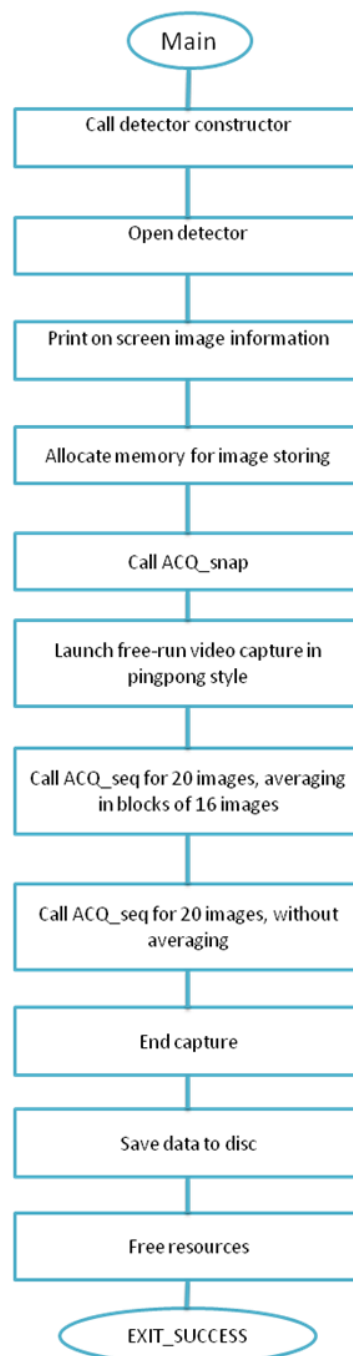 Main
Call detector constructor
Open detector
Print on screen image information
Allocate memory for image storing
Call ACQ_snap
Launch free-run video capture in
pingpong style
Call ACQ_seq for 20 images, averaging
in blocks of 16 images
Call ACQ_seq for 20 images, without
averaging
End capture
Save data to disc
Free resources
EXIT_SUCCESS